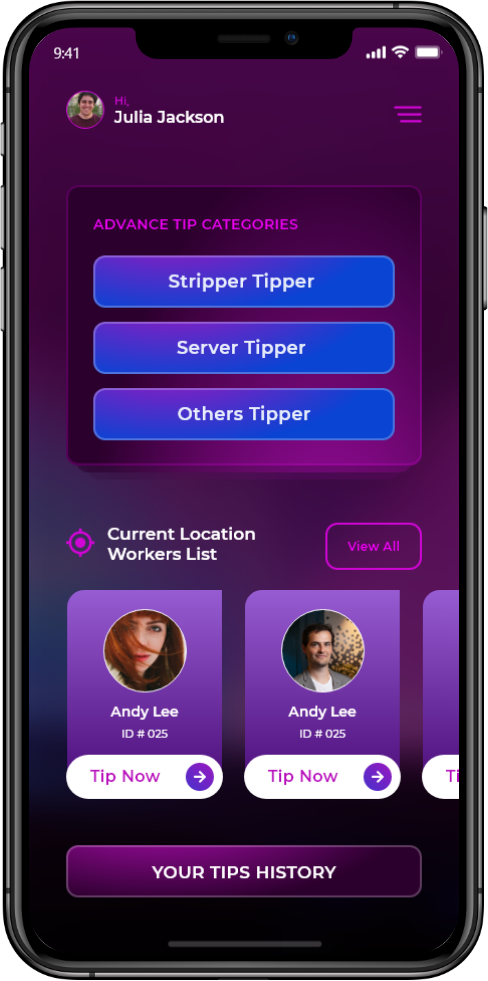 9:41
Hi,
Julia Jackson
ADVANCE TIP CATEGORIES
Stripper Tipper
Server Tipper
Others Tipper
Current Location
Workers List
View All
Andy Lee
ID # 025
Tip Now
Andy Lee
ID # 025
Tip Now
Ti
YOUR TIPS HISTORY